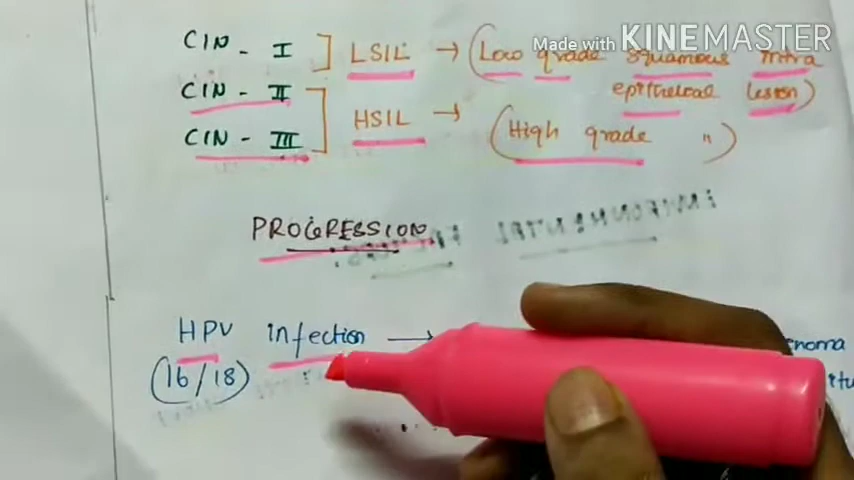 Made with KINEMASTER
CIN - I ] LSIL → (Low grade squamous intra
epithelial lesion)
CIN - II
CIN - III ] HSIL → (High grade ")
PROGRESSION
HPV infection →
(16/18)